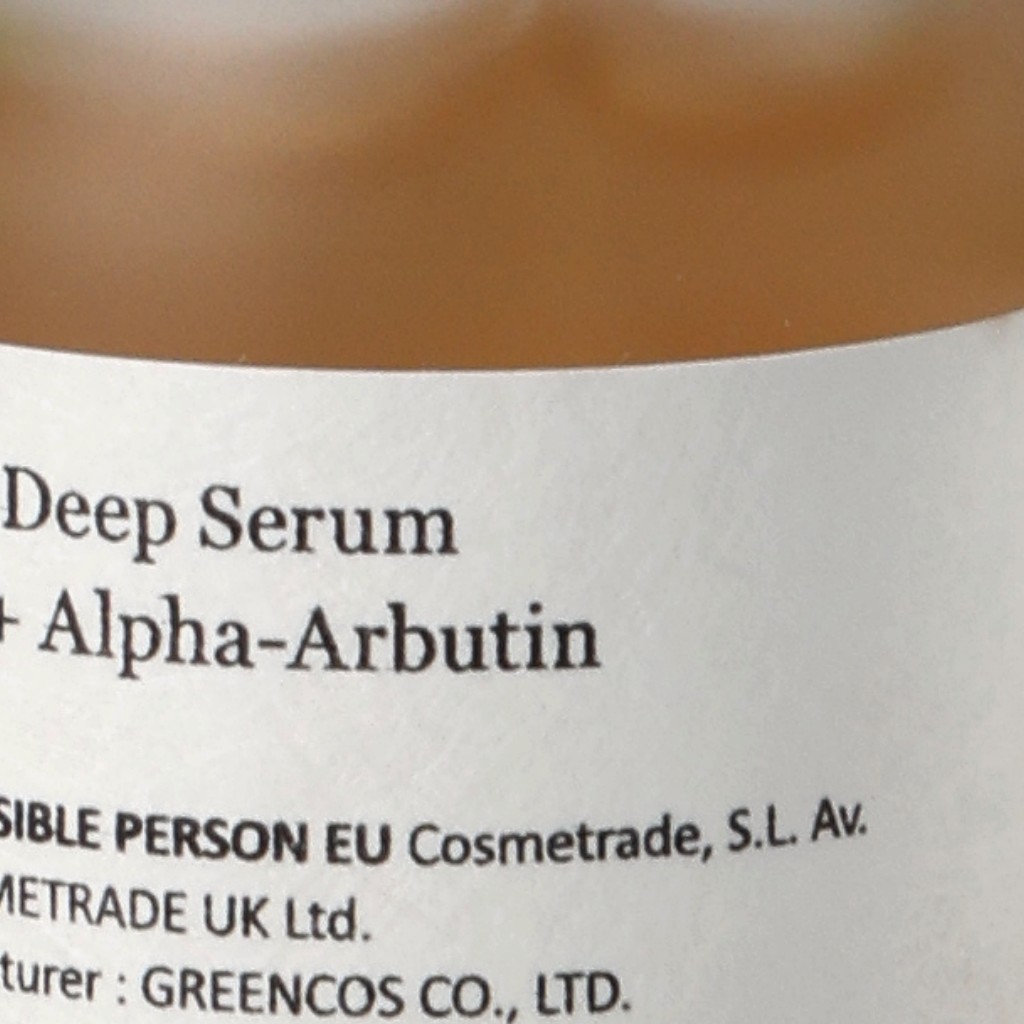 Deep Serum
+ Alpha-Arbutin
SIBLE PERSON EU Cosmetrade, S.L. Av.
METRADE UK Ltd.
turer : GREENCOS CO., LTD.